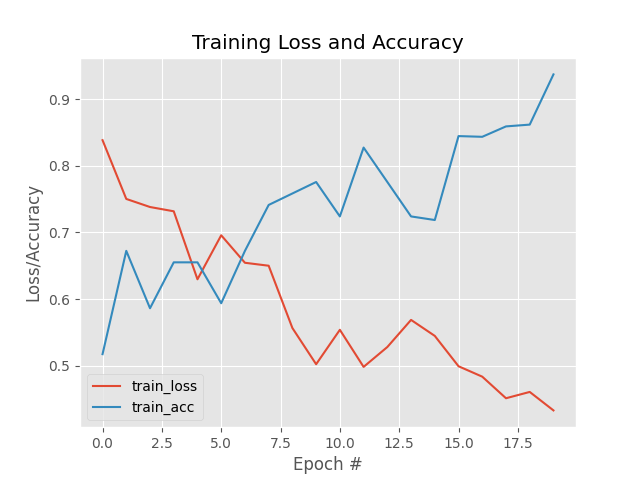 Training Loss and Accuracy
Loss/Accuracy
0.9
0.8
0.7
0.6
0.5
train_loss
train_acc
0.0 2.5 5.0 7.5 10.0 12.5 15.0 17.5
Epoch #